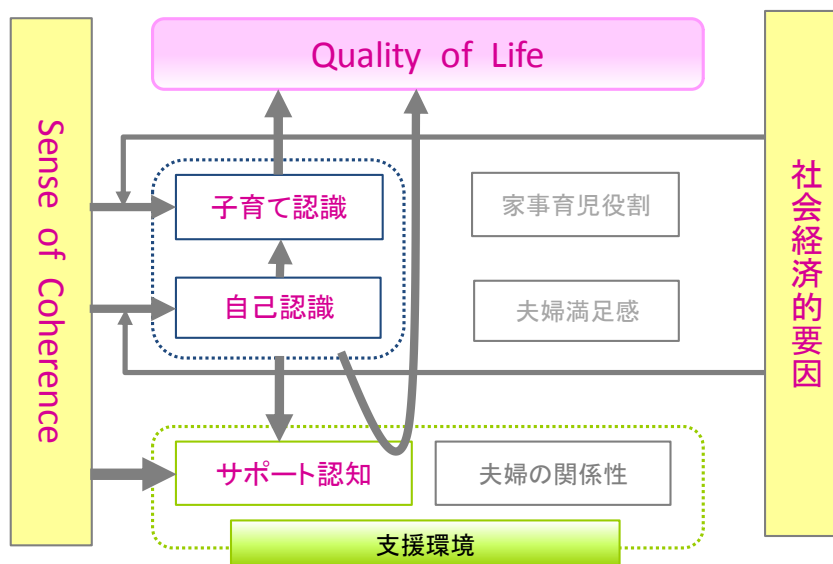 Quality of Life
Sense of Coherence
社会経済的要因
子育て認識
家事育児役割
自己認識
夫婦満足感
サポート認知
夫婦の関係性
支援環境